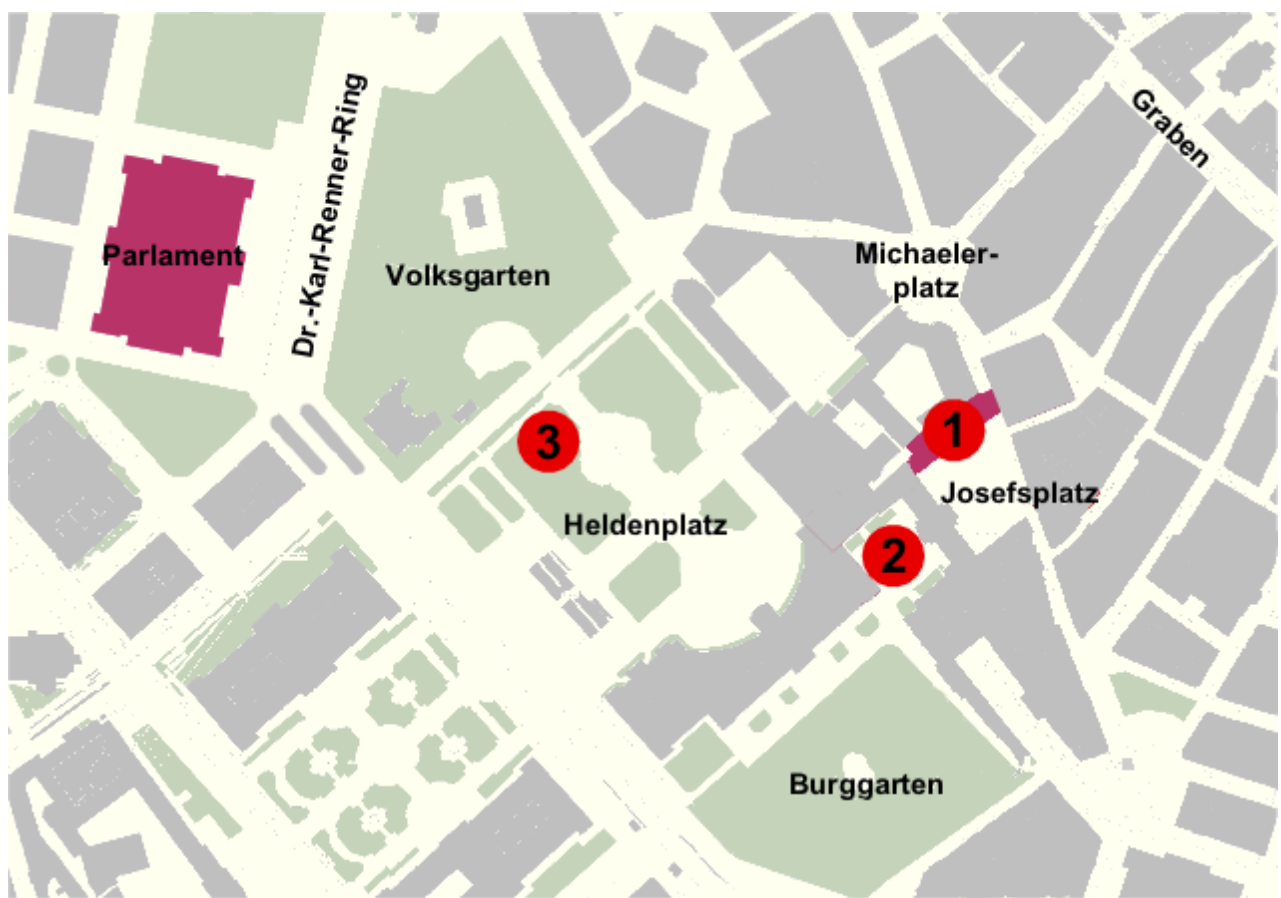 Graben
Dr.-Karl-Renner-Ring
Parlament
Volksgarten
Michaeler-
platz
1
3
Josefsplatz
Heldenplatz
2
Burggarten